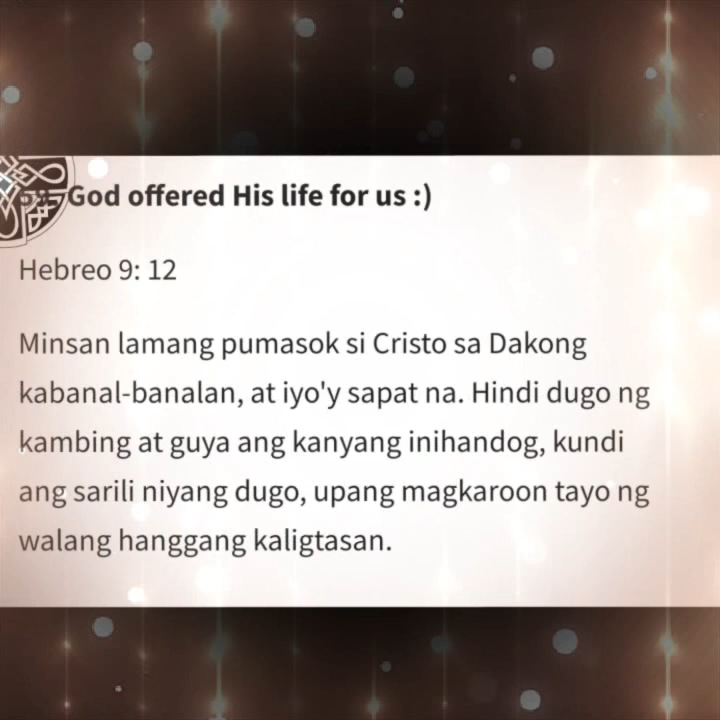 God offered His life for us :)
Hebreo 9: 12
Minsan lamang pumasok si Cristo sa Dakong
kabanal-banalan, at iyo'y sapat na. Hindi dugo ng
kambing at guya ang kanyang inihandog, kundi
ang sarili niyang dugo, upang magkaroon tayo ng
walang hanggang kaligtasan.